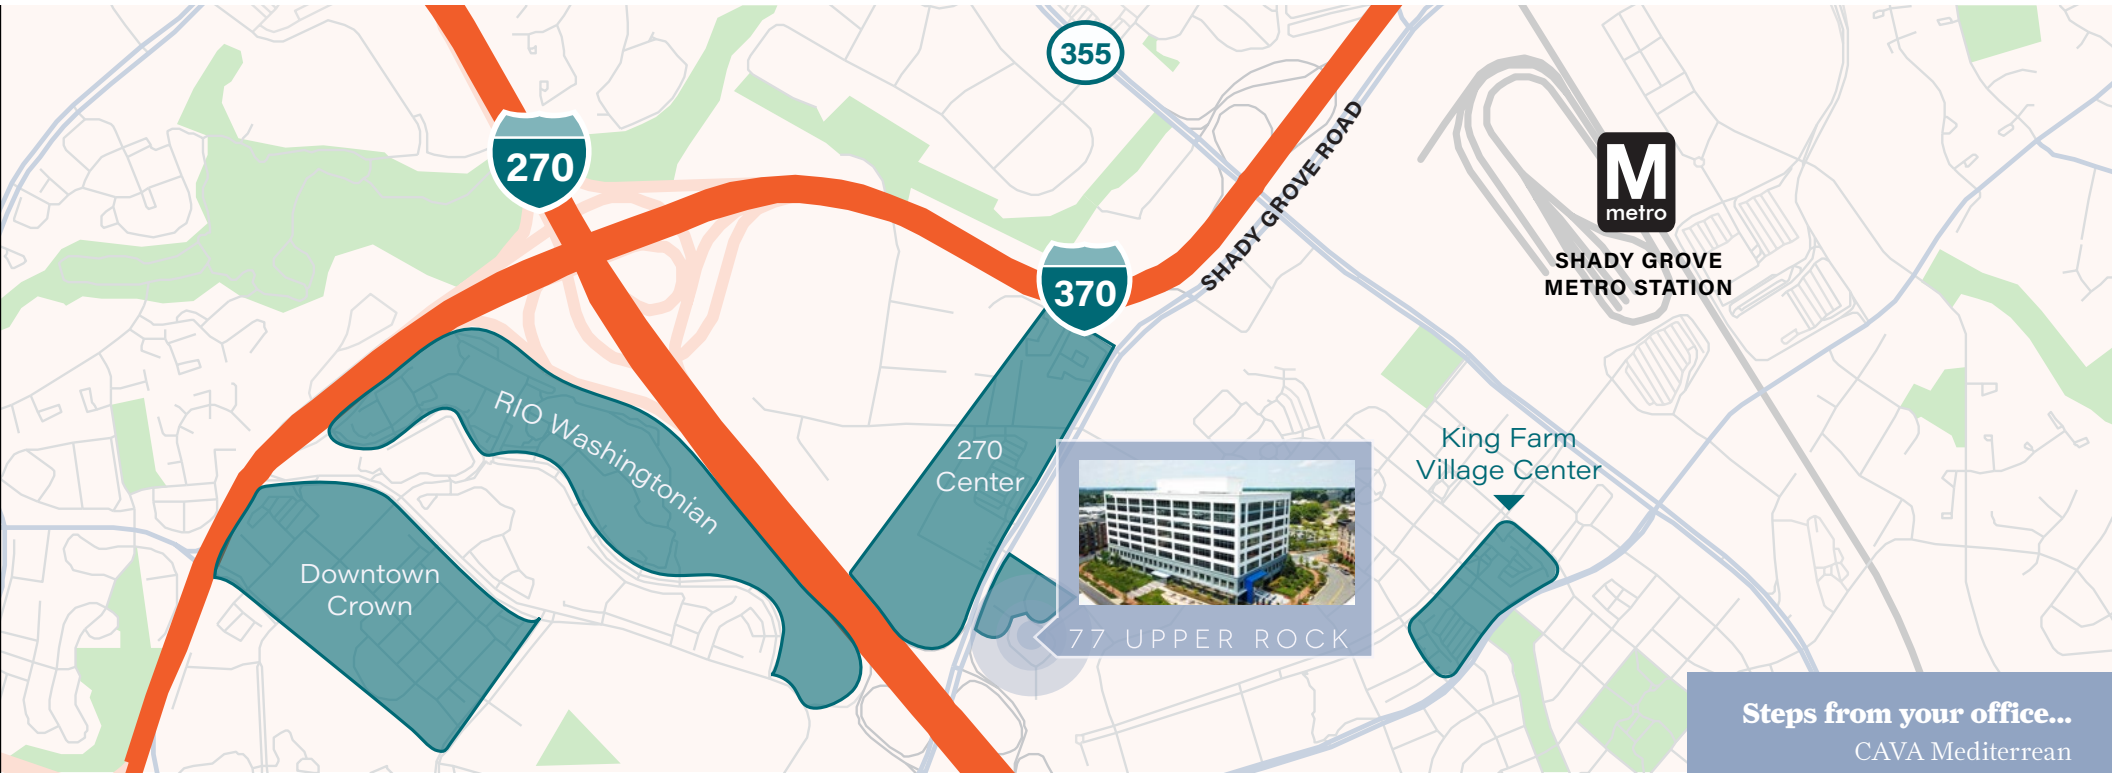 355
270
SHADY GROVE ROAD
M
metro
SHADY GROVE
METRO STATION
370
RIO Washingtonian
270
Center
King Farm
Village Center
Downtown
Crown
77 UPPER ROCK
Steps from your office...
CAVA Mediterrean